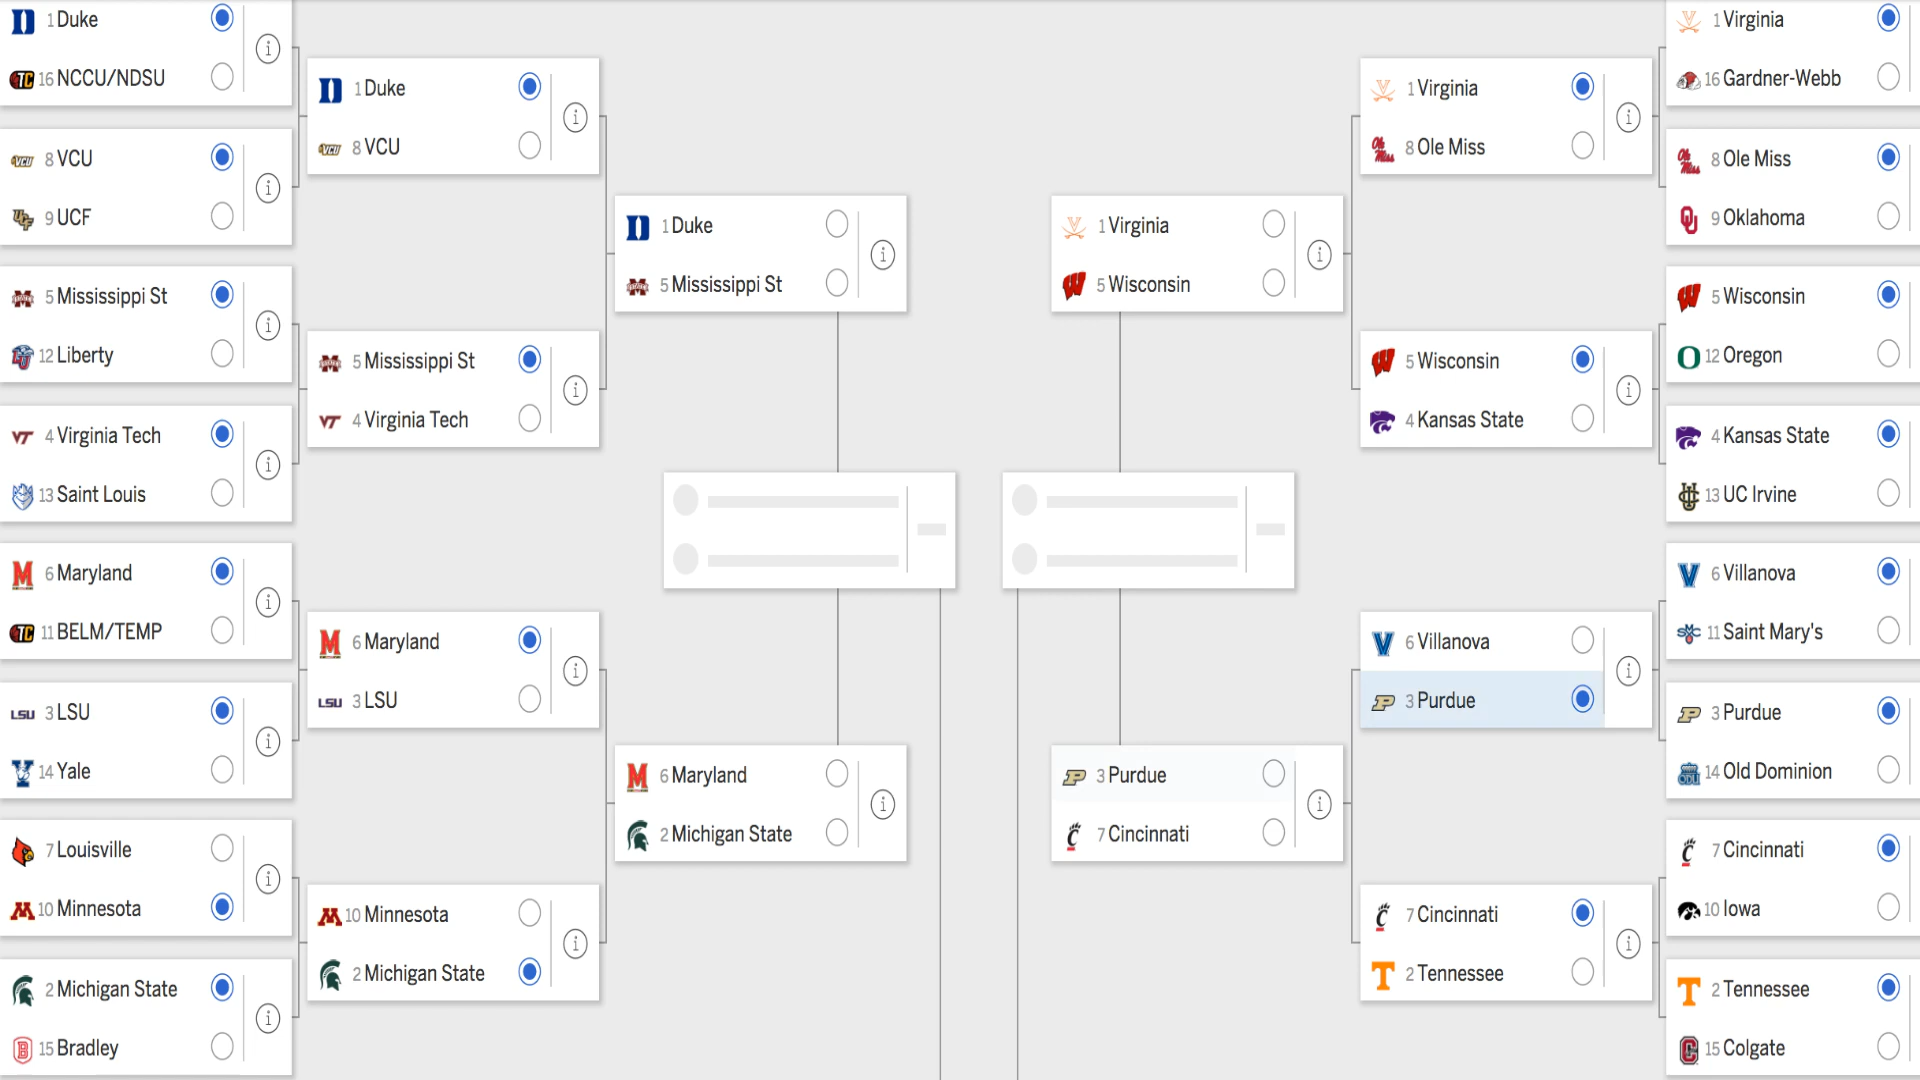 1 Duke
16 NCCU/NDSU
8 VCU
9 UCF
5 Mississippi St
12 Liberty
4 Virginia Tech
13 Saint Louis
6 Maryland
11 BELM/TEMP
3 LSU
14 Yale
7 Louisville
10 Minnesota
2 Michigan State
15 Bradley
1 Duke
8 VCU
5 Mississippi St
4 Virginia Tech
6 Maryland
3 LSU
10 Minnesota
2 Michigan State
1 Duke
5 Mississippi St
6 Maryland
2 Michigan State
1 Virginia
5 Wisconsin
3 Purdue
7 Cincinnati
1 Virginia
8 Ole Miss
5 Wisconsin
4 Kansas State
6 Villanova
3 Purdue
7 Cincinnati
2 Tennessee
1 Virginia
16 Gardner-Webb
8 Ole Miss
9 Oklahoma
5 Wisconsin
12 Oregon
4 Kansas State
13 UC Irvine
6 Villanova
11 Saint Mary's
3 Purdue
14 Old Dominion
7 Cincinnati
10 Iowa
2 Tennessee
15 Colgate